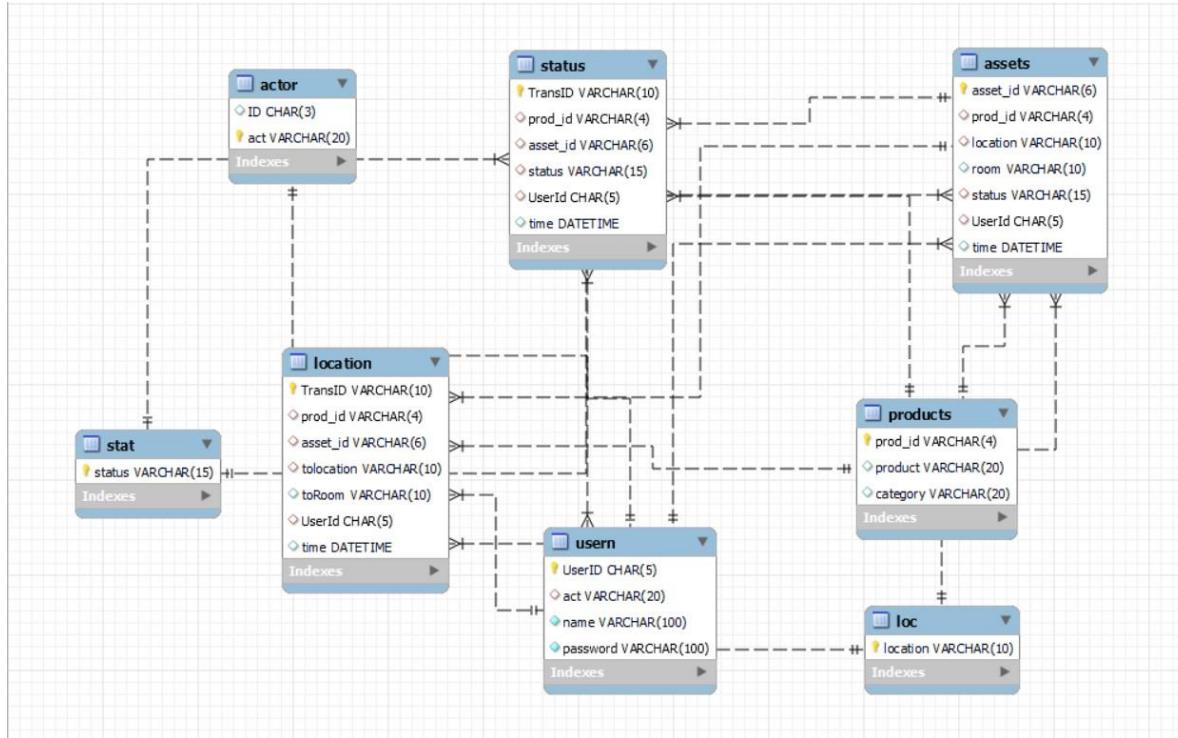 actor
ID CHAR(3)
act VARCHAR(20)
Indexes
status
TransID VARCHAR(10)
prod_id VARCHAR(4)
asset_id VARCHAR(6)
status VARCHAR(15)
UserId CHAR(5)
time DATETIME
Indexes
assets
asset_id VARCHAR(6)
prod_id VARCHAR(4)
location VARCHAR(10)
room VARCHAR(10)
status VARCHAR(15)
UserId CHAR(5)
time DATETIME
Indexes
location
TransID VARCHAR(10)
prod_id VARCHAR(4)
asset_id VARCHAR(6)
tolocation VARCHAR(10)
toRoom VARCHAR(10)
UserId CHAR(5)
time DATETIME
Indexes
stat
status VARCHAR(15)
Indexes
products
prod_id VARCHAR(4)
product VARCHAR(20)
category VARCHAR(20)
Indexes
usern
UserID CHAR(5)
act VARCHAR(20)
name VARCHAR(100)
password VARCHAR(100)
Indexes
loc
location VARCHAR(10)
Indexes